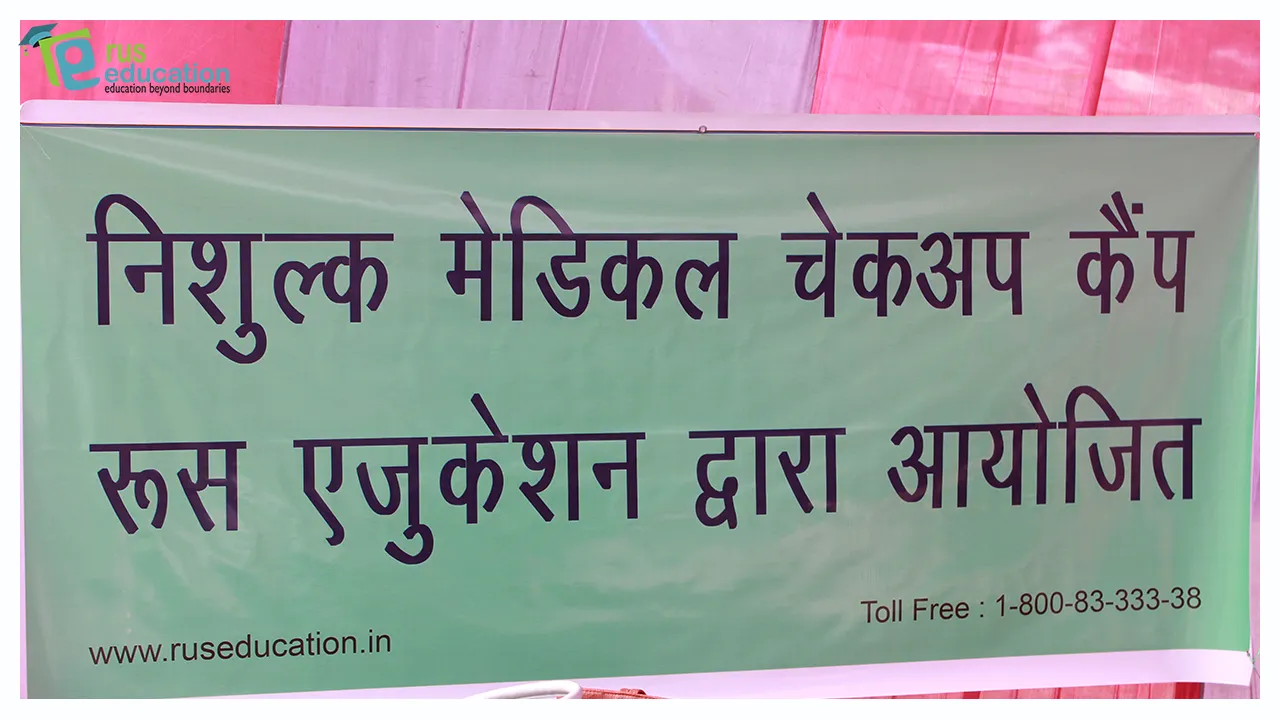 rus
education
education beyond boundaries
निशुल्क मेडिकल चेकअप कैंप
रूस एजुकेशन द्वारा आयोजित
Toll Free : 1-800-83-333-38
www.ruseducation.in